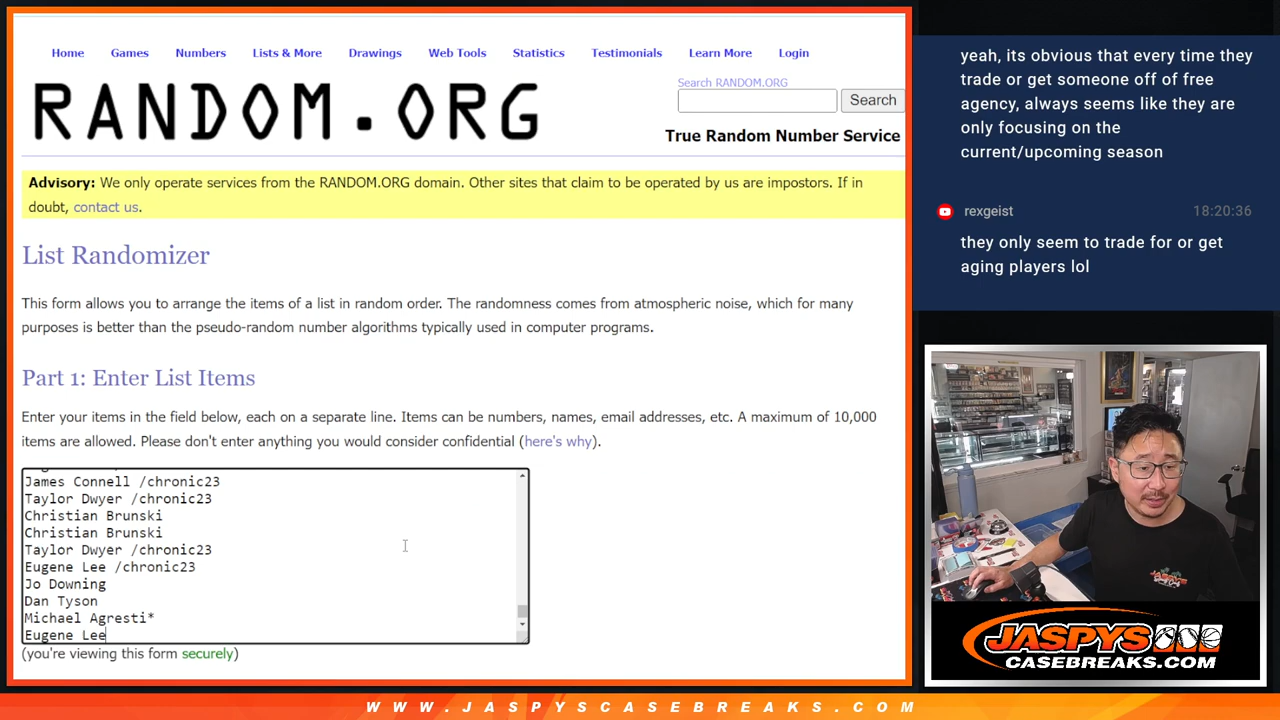 Home Games Numbers Lists & More Drawings Web Tools Statistics Testimonials Learn More Login
RANDOM.ORG
Search RANDOM.ORG
Search
True Random Number Service
Advisory: We only operate services from the RANDOM.ORG domain. Other sites that claim to be operated by us are impostors. If in
doubt, contact us.
List Randomizer
This form allows you to arrange the items of a list in random order. The randomness comes from atmospheric noise, which for many
purposes is better than the pseudo-random number algorithms typically used in computer programs.
Part 1: Enter List Items
Enter your items in the field below, each on a separate line. Items can be numbers, names, email addresses, etc. A maximum of 10,000
items are allowed. Please don't enter anything you would consider confidential (here's why).
James Connell /chronic23
Taylor Dwyer /chronic23
Christian Brunski
Christian Brunski
Taylor Dwyer /chronic23
Eugene Lee /chronic23
Jo Downing
Dan Tyson
Michael Agresti*
Eugene Lee
(you're viewing this form securely)
yeah, its obvious that every time they
trade or get someone off of free
agency, always seems like they are
only focusing on the
current/upcoming season
rexgeist 18:20:36
they only seem to trade for or get
aging players lol
JASPYS
CASEBREAKS.COM
WWW.JASPYSCASEBREAKS.COM